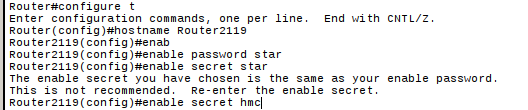 Router#configure t
Enter configuration commands, one per line.  End with CNTL/Z.
Router(config)#hostname Router2119
Router2119(config)#enab
Router2119(config)#enable password star
Router2119(config)#enable secret star
The enable secret you have chosen is the same as your enable password.
This is not recommended.  Re-enter the enable secret.
Router2119(config)#enable secret hmc